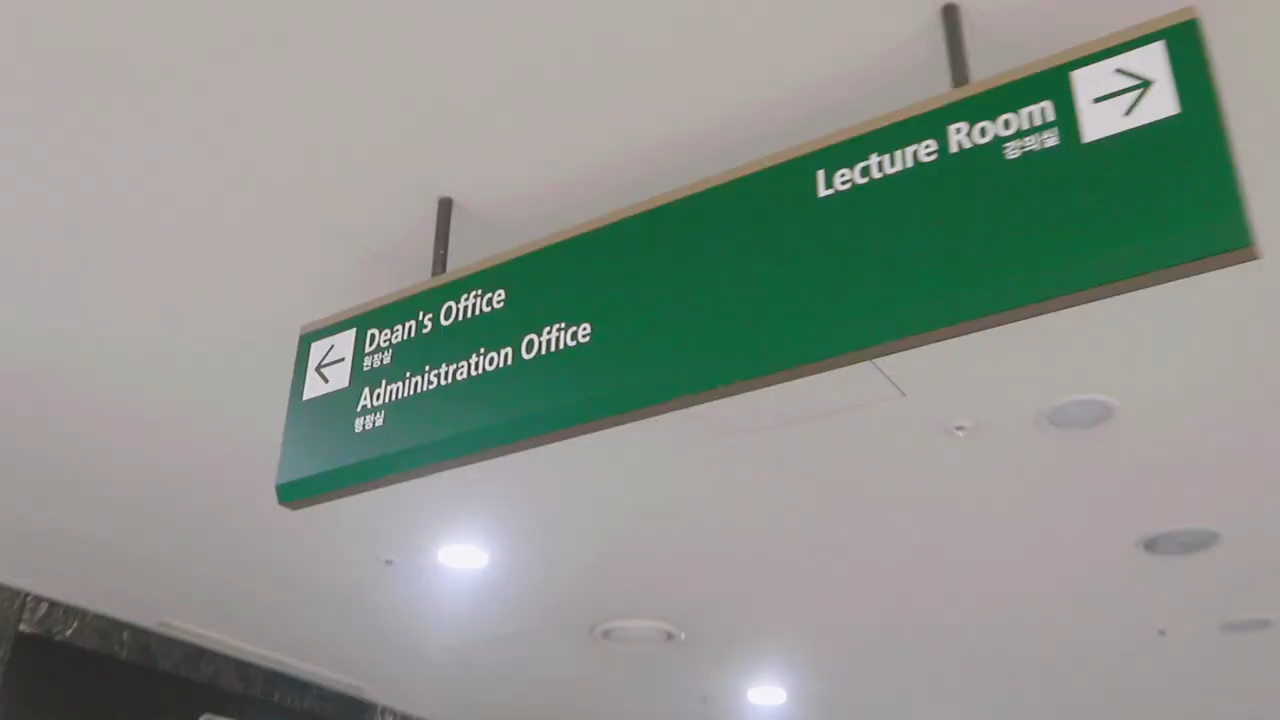 Dean's Office
원장실
Administration Office
행정실
Lecture Room
강의실